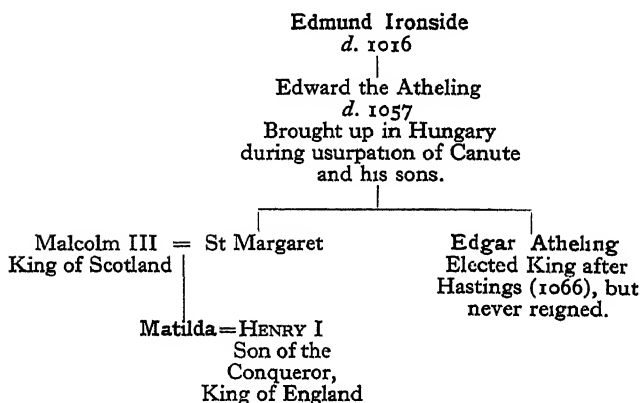 Edmund Ironside
d. 1016
Edward the Atheling
d. 1057
Brought up in Hungary
during usurpation of Canute
and his sons.
Malcolm III = St Margaret
King of Scotland
Edgar Atheling
Elected King after
Hastings (1066), but
never reigned.
Matilda=HENRY I
Son of the
Conqueror,
King of England